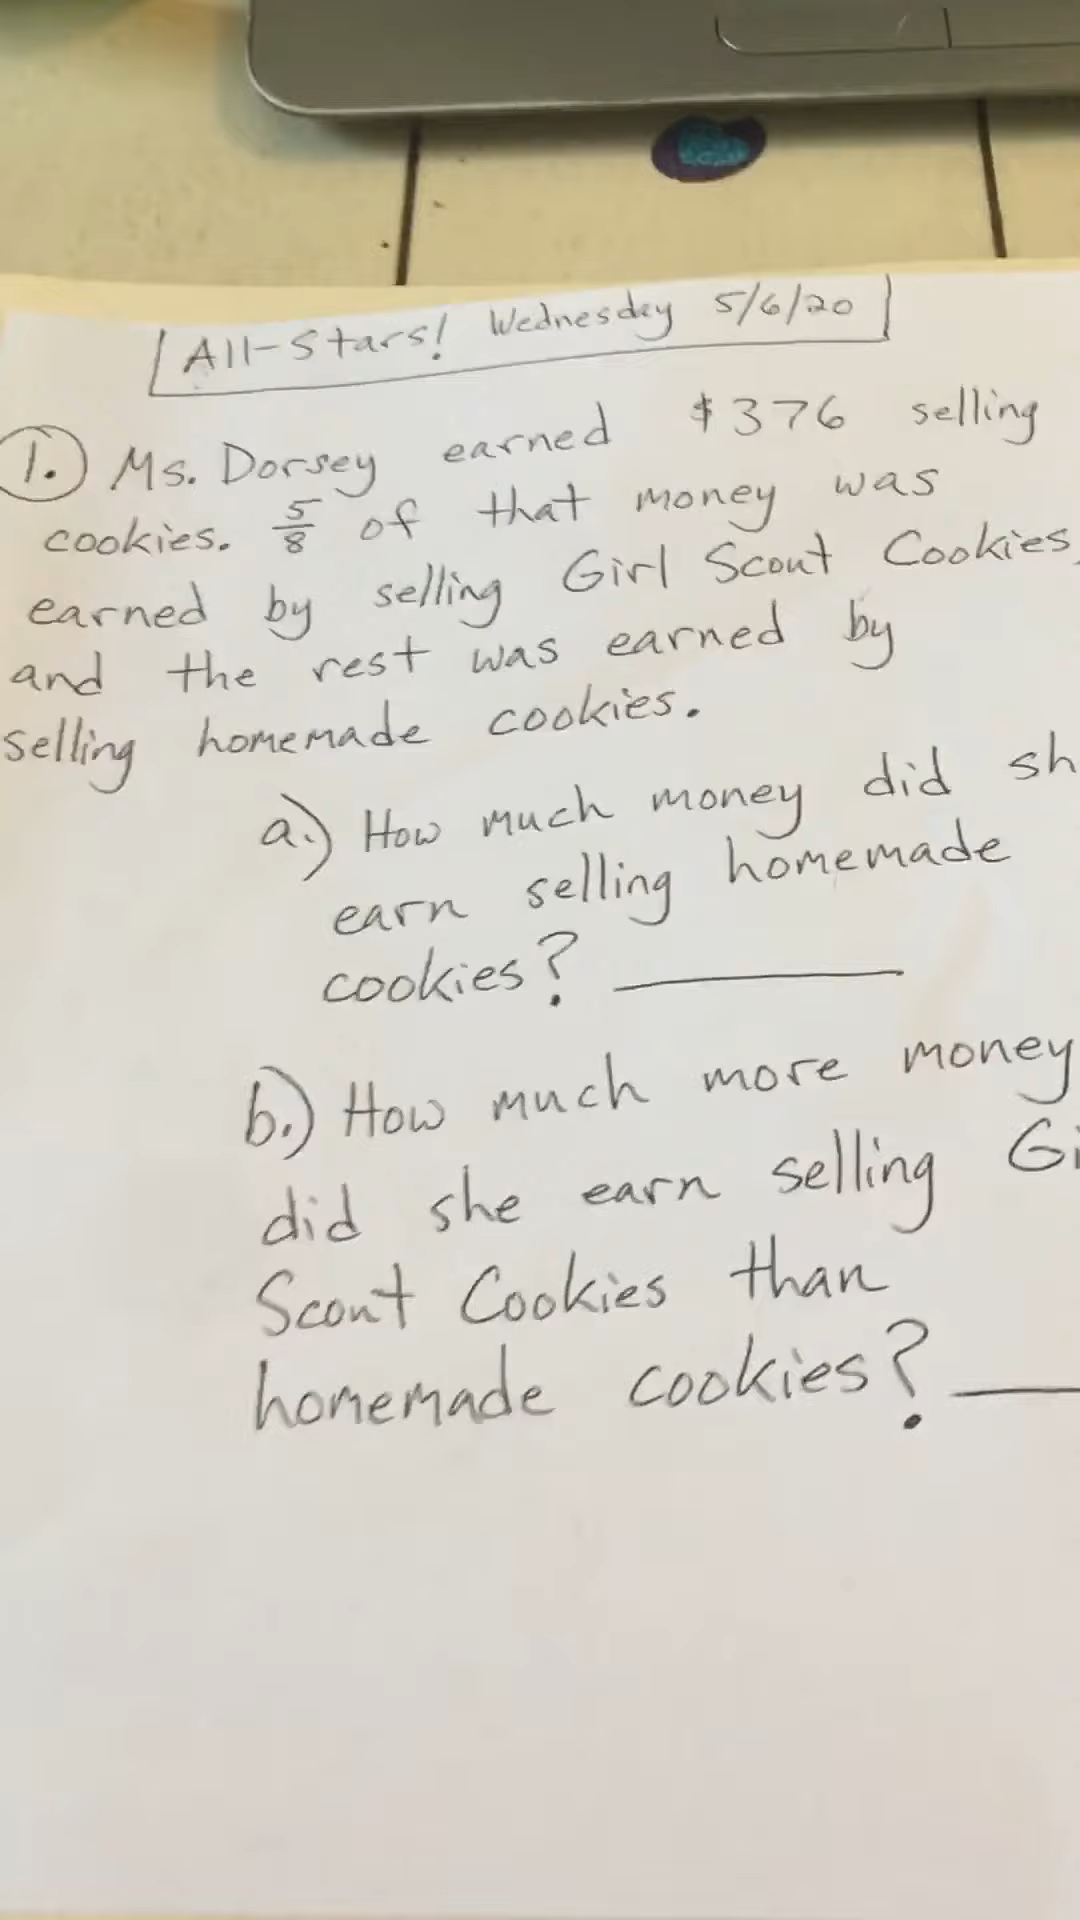 All-Stars! Wednesday 5/6/20
1. Ms. Dorsey earned $376 selling
cookies. 5/8 of that money was
earned by selling Girl Scout Cookies,
and the rest was earned by
selling homemade cookies.
a.) How much money did sh
earn selling homemade
cookies? ______
b.) How much more money
did she earn selling Gi
Scout Cookies than
homemade cookies? ____